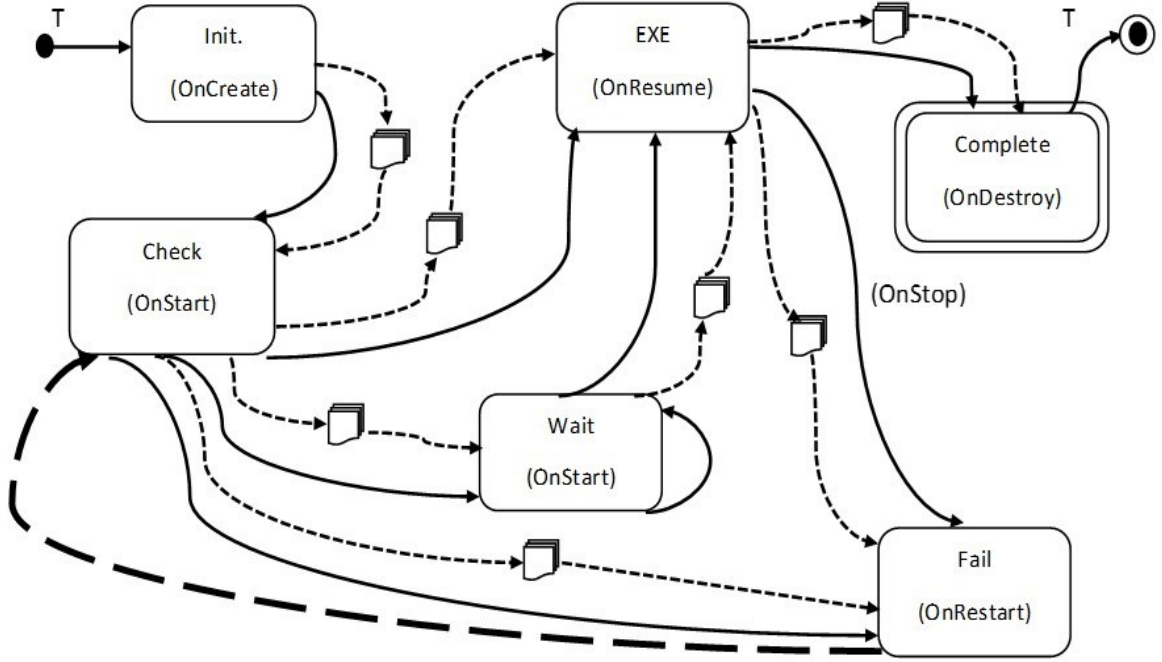 T
Init.
(OnCreate)
EXE
(OnResume)
T
Complete
(OnDestroy)
Check
(OnStart)
(OnStop)
Wait
(OnStart)
Fail
(OnRestart)